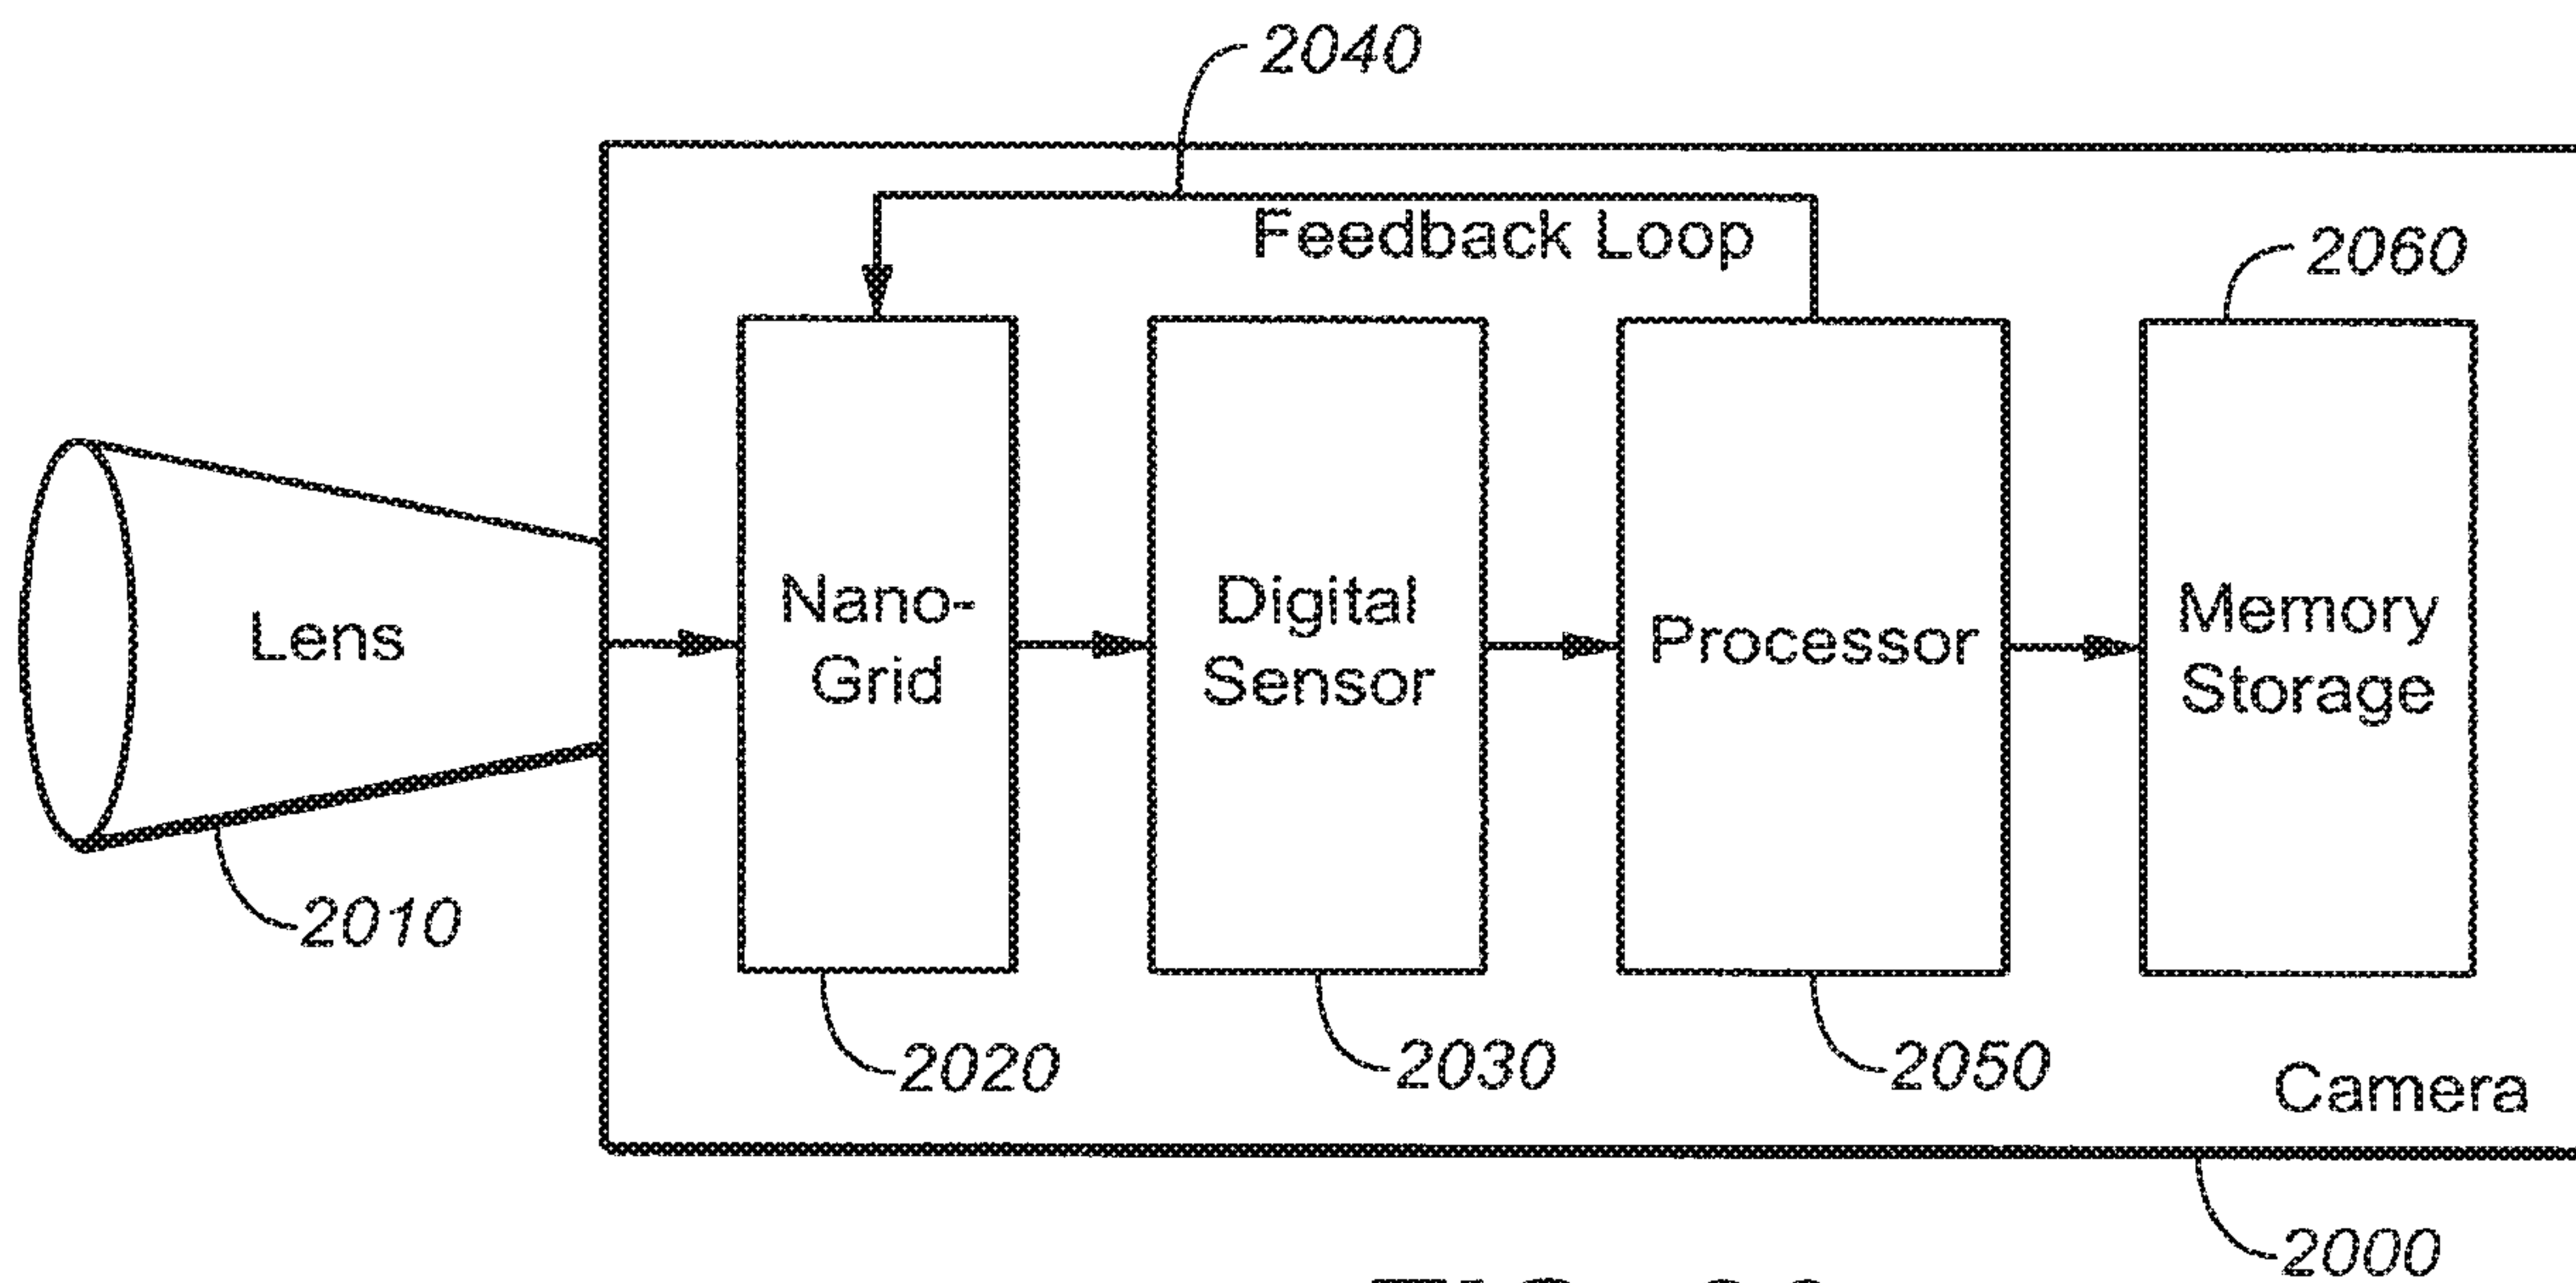 2040
Feedback Loop
2060
Lens
Nano-
Grid
Digital
Sensor
Processor
Memory
Storage
2010
2020
2030
2050
Camera
2000